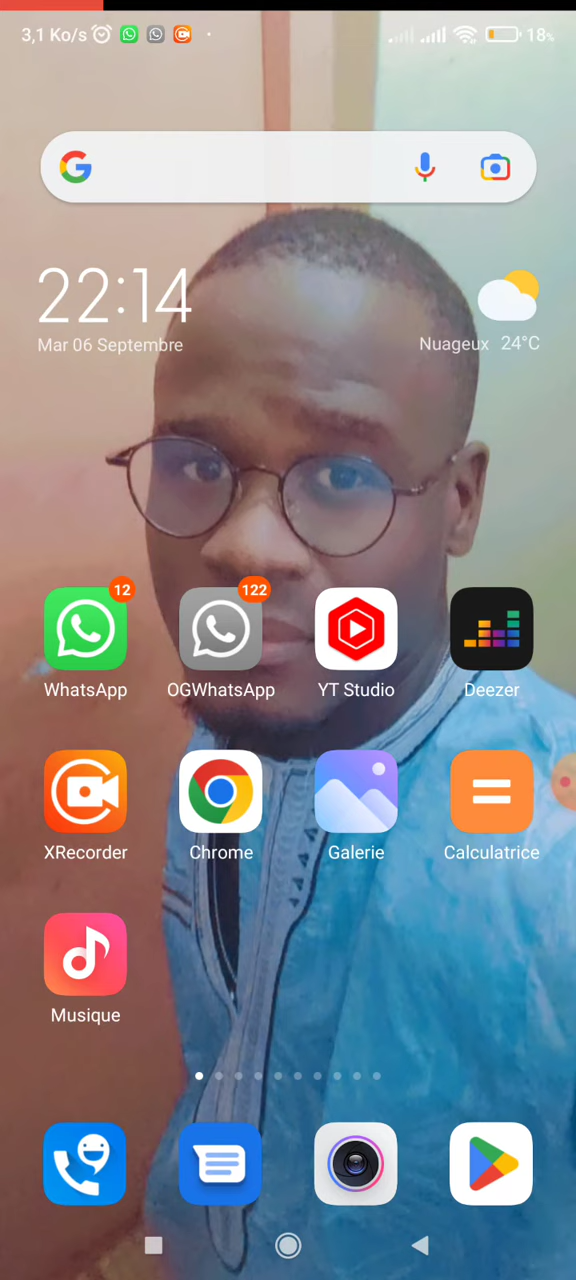 3,1 Ko/s 18%
22:14
Mar 06 Septembre
Nuageux 24°C
12 122
WhatsApp OGWhatsApp YT Studio Deezer
XRecorder Chrome Galerie Calculatrice
Musique